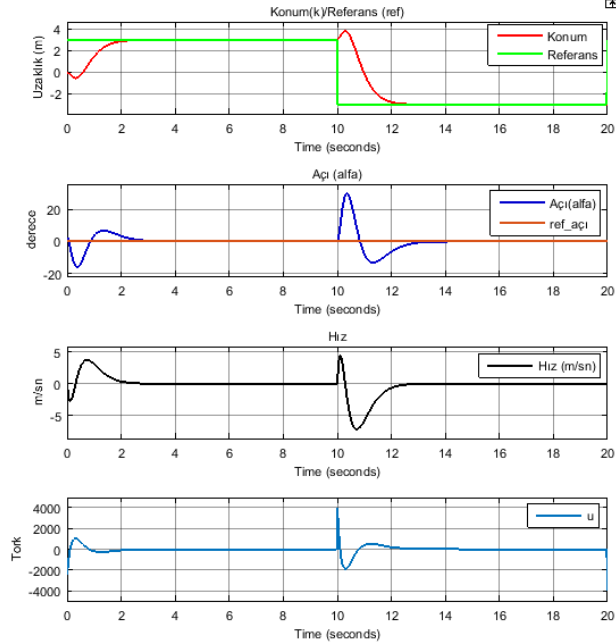 Konum(k)/Referans (ref)
Uzaklık (m)
4
2
0
-2
Konum
Referans
0 2 4 6 8 10 12 14 16 18 20
Time (seconds)
Açı (alfa)
derece
20
0
-20
Açı(alfa)
ref_açı
0 2 4 6 8 10 12 14 16 18 20
Time (seconds)
Hız
m/sn
5
0
-5
Hız (m/sn)
0 2 4 6 8 10 12 14 16 18 20
Time (seconds)
Tork
4000
2000
0
-2000
-4000
u
0 2 4 6 8 10 12 14 16 18 20
Time (seconds)